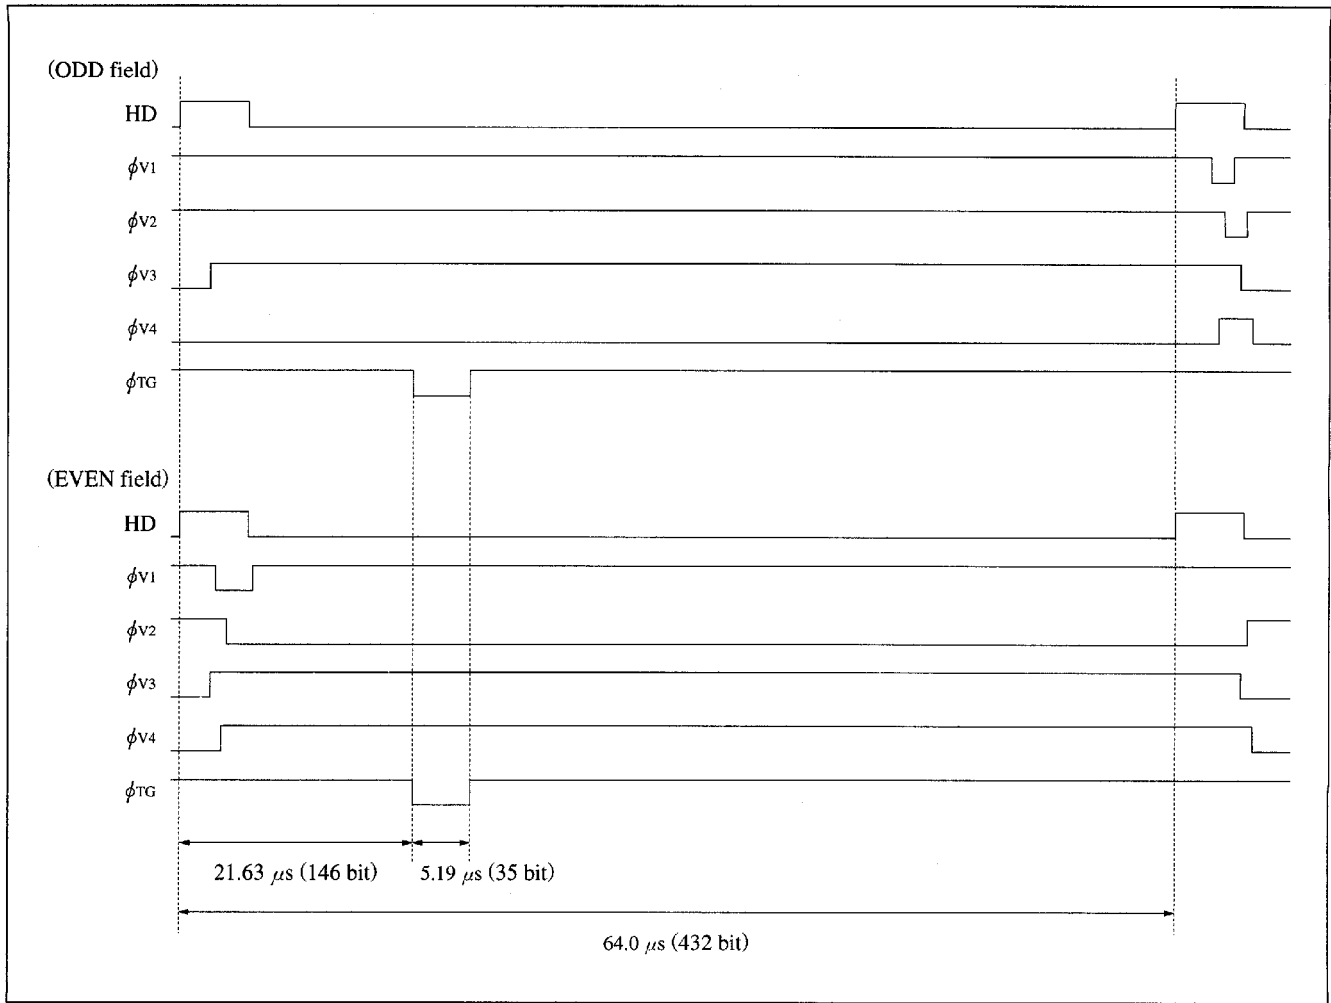 (ODD field)
HD
ϕV1
ϕV2
ϕV3
ϕV4
ϕTG
(EVEN field)
HD
ϕV1
ϕV2
ϕV3
ϕV4
ϕTG
21.63 μs (146 bit) 5.19 μs (35 bit)
64.0 μs (432 bit)